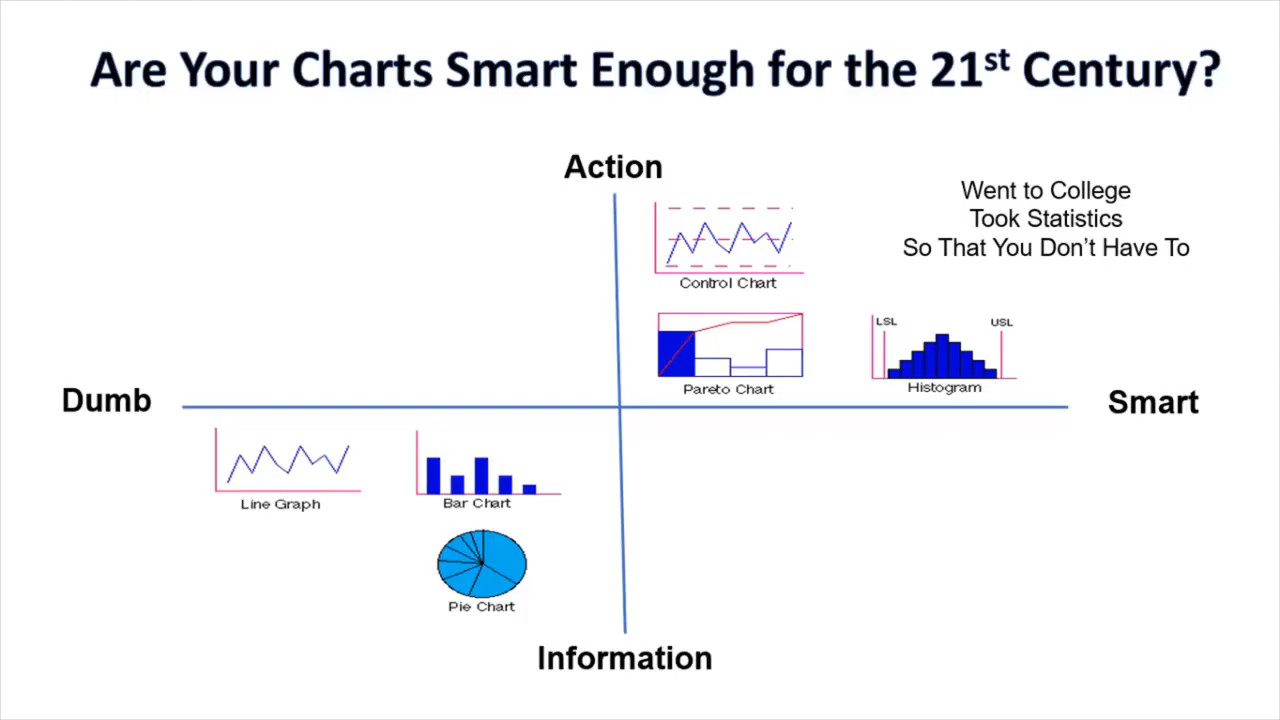 Are Your Charts Smart Enough for the 21st Century?
Action
Went to College
Took Statistics
So That You Don't Have To
Control Chart
LSL
USL
Pareto Chart
Histogram
Dumb
Smart
Line Graph
Bar Chart
Pie Chart
Information